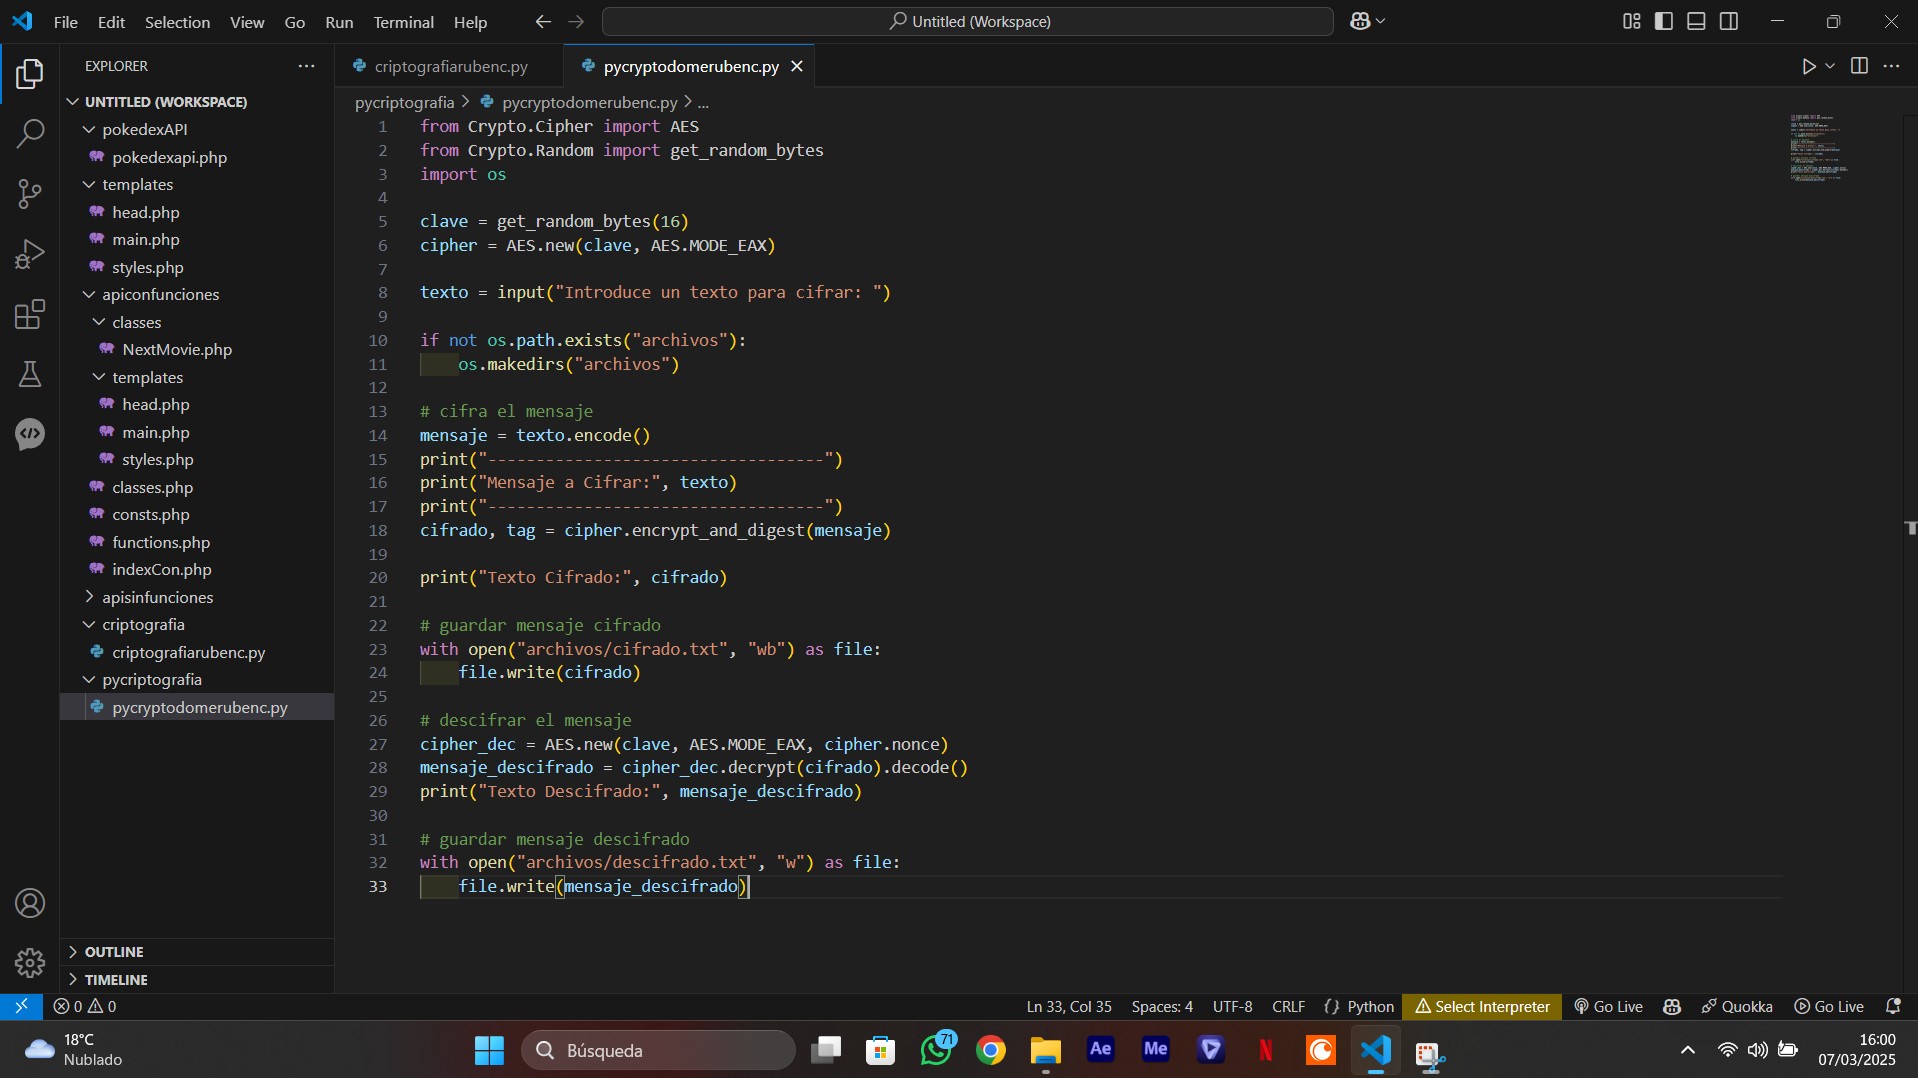 File Edit Selection View Go Run Terminal Help
Untitled (Workspace)
EXPLORER
UNTITLED (WORKSPACE)
pokedexAPI
pokedexapi.php
templates
head.php
main.php
styles.php
apiconfunciones
classes
NextMovie.php
templates
head.php
main.php
styles.php
classes.php
consts.php
functions.php
indexCon.php
apisinfunciones
criptografia
criptografiarubenc.py
pycriptografia
pycryptodomerubenc.py
OUTLINE
TIMELINE
criptografiarubenc.py pycryptodomerubenc.py
pycriptografia > pycryptodomerubenc.py > ...
1 from Crypto.Cipher import AES
2 from Crypto.Random import get_random_bytes
3 import os
4
5 clave = get_random_bytes(16)
6 cipher = AES.new(clave, AES.MODE_EAX)
7
8 texto = input("Introduce un texto para cifrar: ")
9
10 if not os.path.exists("archivos"):
11     os.makedirs("archivos")
12
13 # cifra el mensaje
14 mensaje = texto.encode()
15 print("-----------------------------------")
16 print("Mensaje a Cifrar:", texto)
17 print("-----------------------------------")
18 cifrado, tag = cipher.encrypt_and_digest(mensaje)
19
20 print("Texto Cifrado:", cifrado)
21
22 # guardar mensaje cifrado
23 with open("archivos/cifrado.txt", "wb") as file:
24     file.write(cifrado)
25
26 # descifrar el mensaje
27 cipher_dec = AES.new(clave, AES.MODE_EAX, cipher.nonce)
28 mensaje_descifrado = cipher_dec.decrypt(cifrado).decode()
29 print("Texto Descifrado:", mensaje_descifrado)
30
31 # guardar mensaje descifrado
32 with open("archivos/descifrado.txt", "w") as file:
33     file.write(mensaje_descifrado)
0 0
Ln 33, Col 35 Spaces: 4 UTF-8 CRLF {} Python Select Interpreter Go Live Quokka Go Live
18°C
Nublado
Búsqueda
71
Ae
Me
N
16:00
07/03/2025